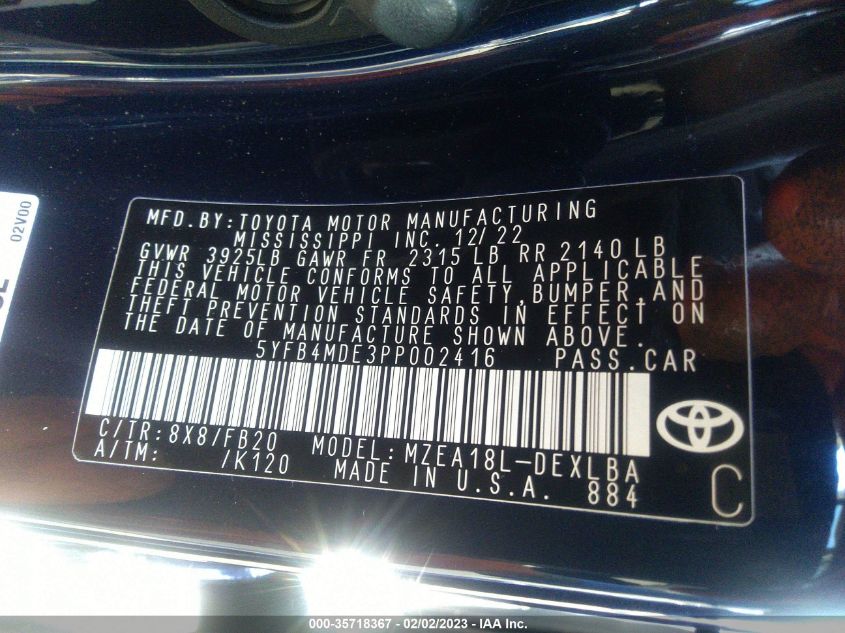 02V00
MFD.BY:TOYOTA MOTOR MANUFACTURING
MISSISSIPPI INC. 12/22
GVWR 3925LB GAWR FR 2315 LB RR 2140 LB
THIS VEHICLE CONFORMS TO ALL APPLICABLE
FEDERAL MOTOR VEHICLE SAFETY,BUMPER,AND
THEFT PREVENTION STANDARDS IN EFFECT ON
THE DATE OF MANUFACTURE SHOWN ABOVE.
5YFB4MDE3PP002416 PASS.CAR
C/TR:8X8/FB20 MODEL: MZEA18L-DEXLBA
A/TM: /K120 MADE IN U.S.A. 884
C
000-35718367 - 02/02/2023 - IAA Inc.